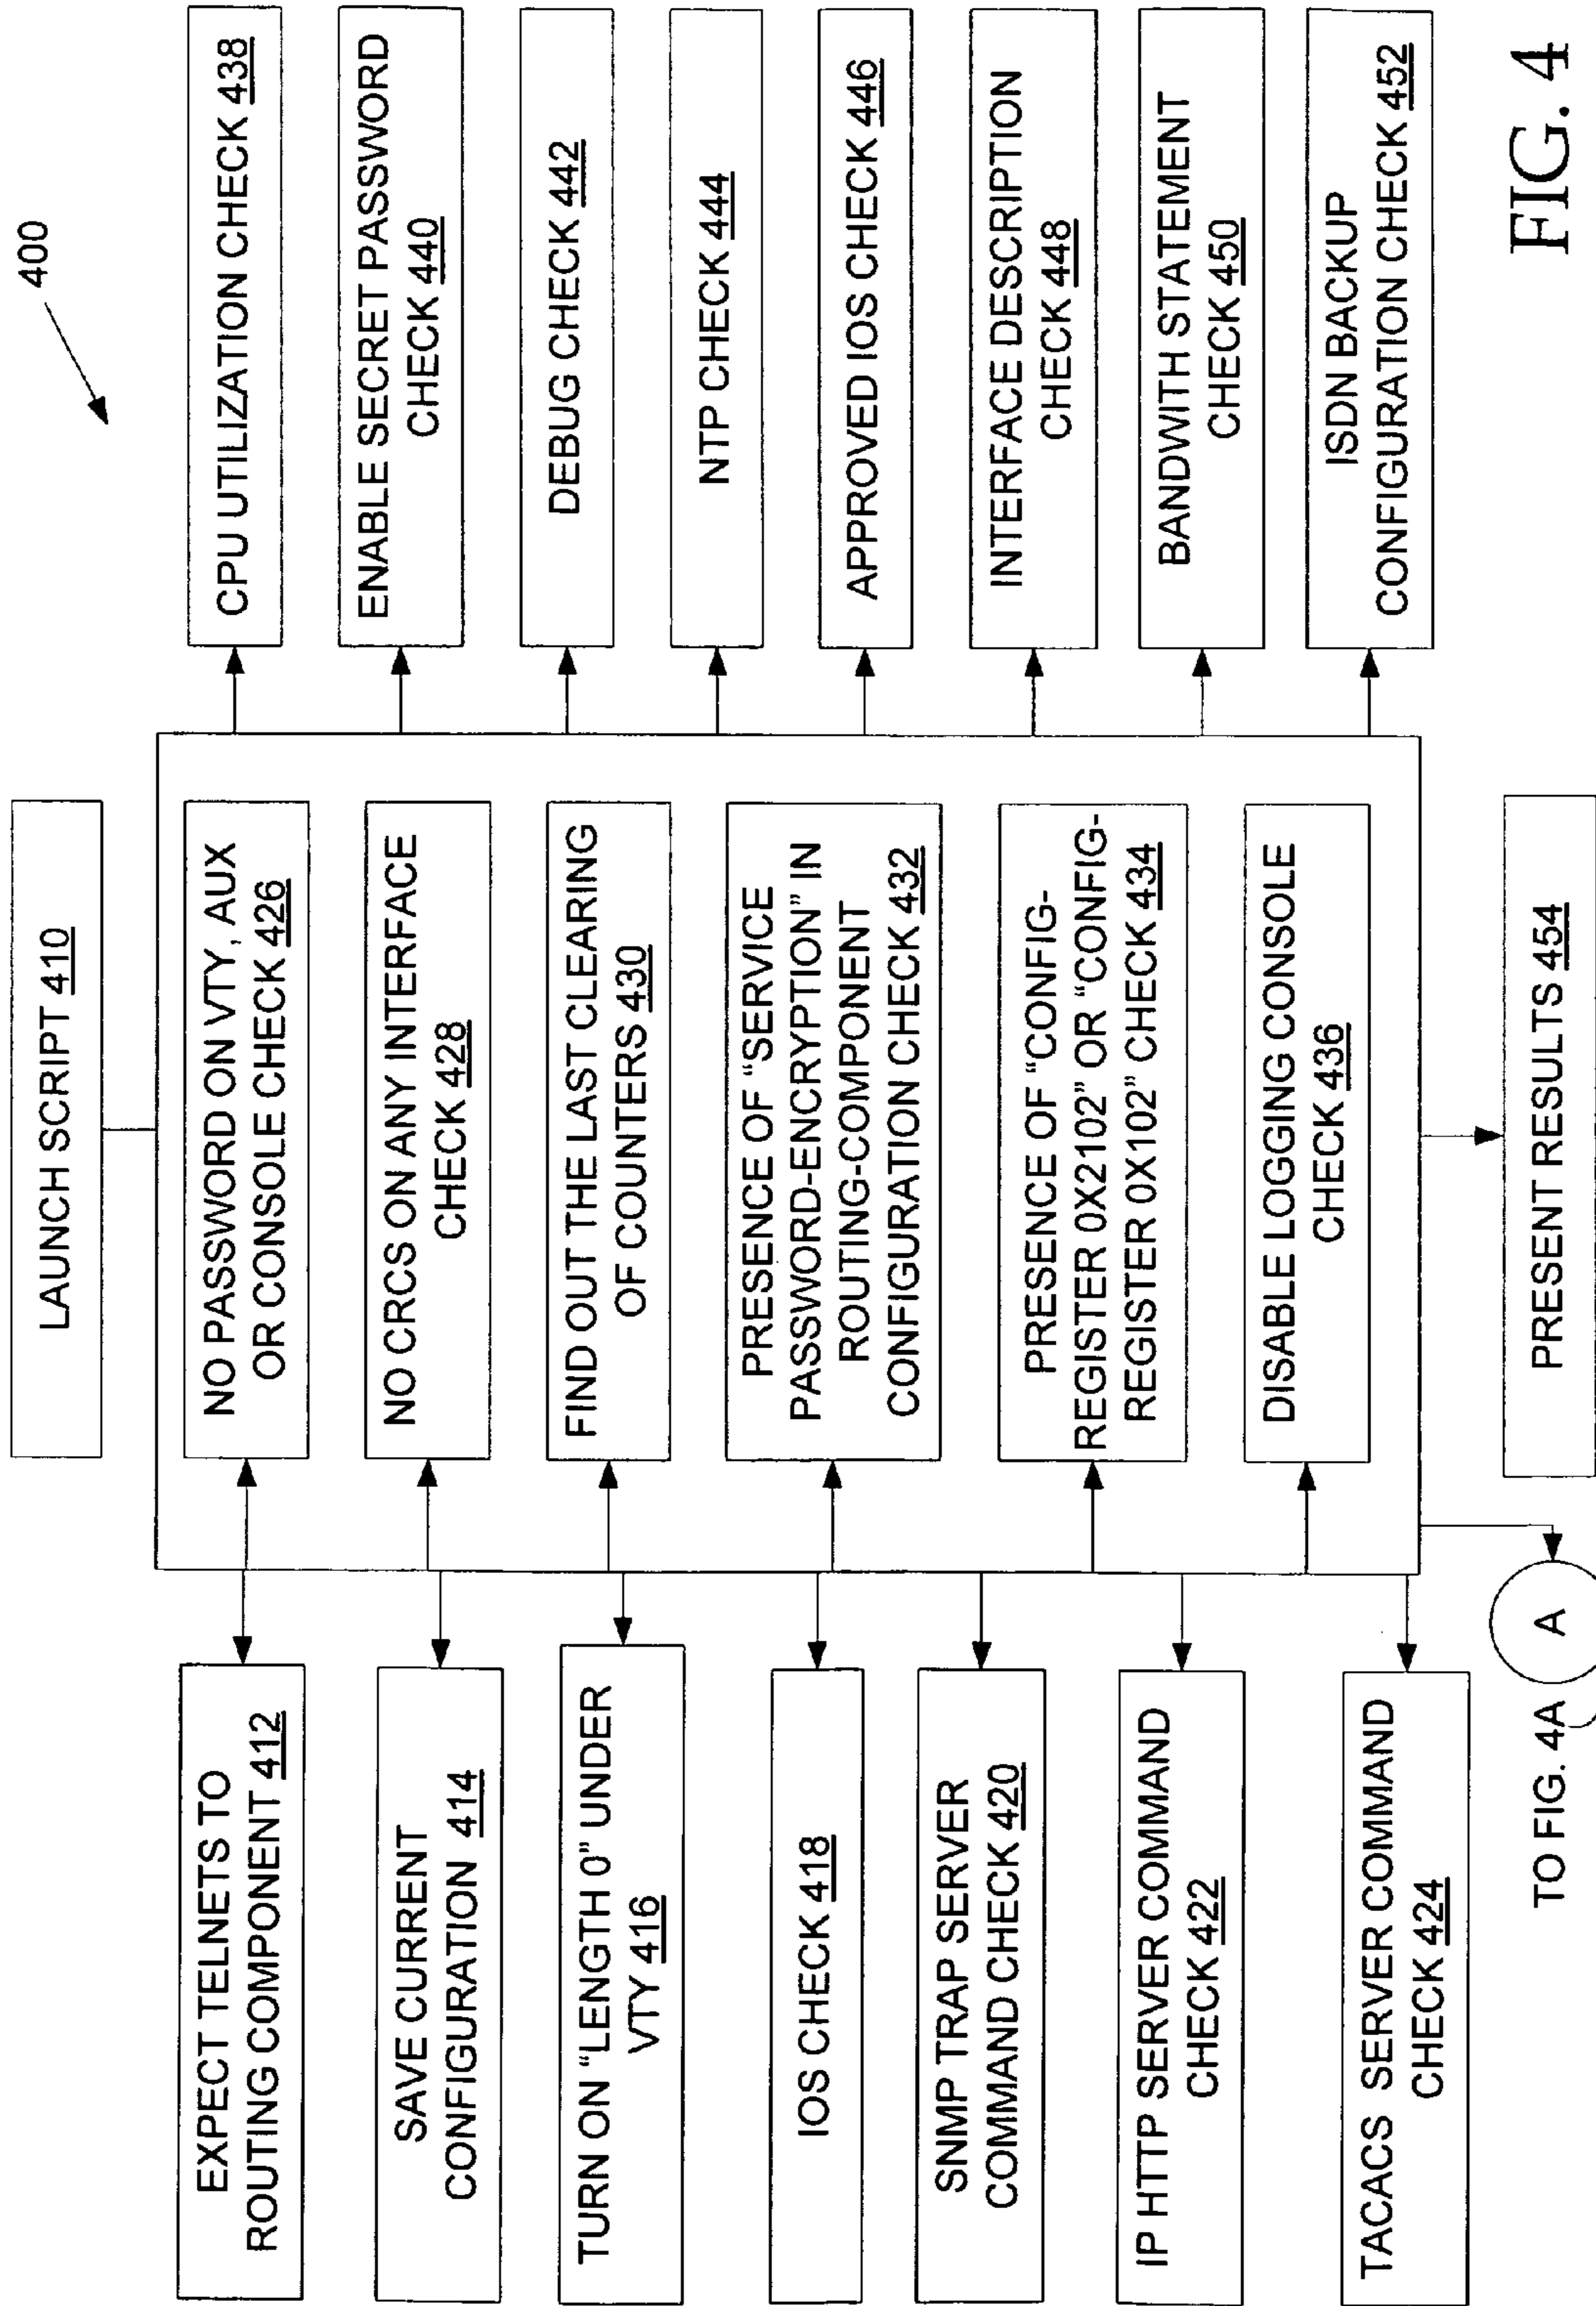 400
LAUNCH SCRIPT 410
EXPECT TELNETS TO
ROUTING COMPONENT 412
SAVE CURRENT
CONFIGURATION 414
TURN ON “LENGTH 0” UNDER
VTY 416
IOS CHECK 418
SNMP TRAP SERVER
COMMAND CHECK 420
IP HTTP SERVER COMMAND
CHECK 422
TACACS SERVER COMMAND
CHECK 424
NO PASSWORD ON VTY, AUX
OR CONSOLE CHECK 426
NO CRCS ON ANY INTERFACE
CHECK 428
FIND OUT THE LAST CLEARING
OF COUNTERS 430
PRESENCE OF “SERVICE
PASSWORD-ENCRYPTION” IN
ROUTING-COMPONENT
CONFIGURATION CHECK 432
PRESENCE OF “CONFIG-
REGISTER 0X2102” OR “CONFIG-
REGISTER 0X102” CHECK 434
DISABLE LOGGING CONSOLE
CHECK 436
CPU UTILIZATION CHECK 438
ENABLE SECRET PASSWORD
CHECK 440
DEBUG CHECK 442
NTP CHECK 444
APPROVED IOS CHECK 446
INTERFACE DESCRIPTION
CHECK 448
BANDWITH STATEMENT
CHECK 450
ISDN BACKUP
CONFIGURATION CHECK 452
TO FIG. 4A
A
PRESENT RESULTS 454
FIG. 4